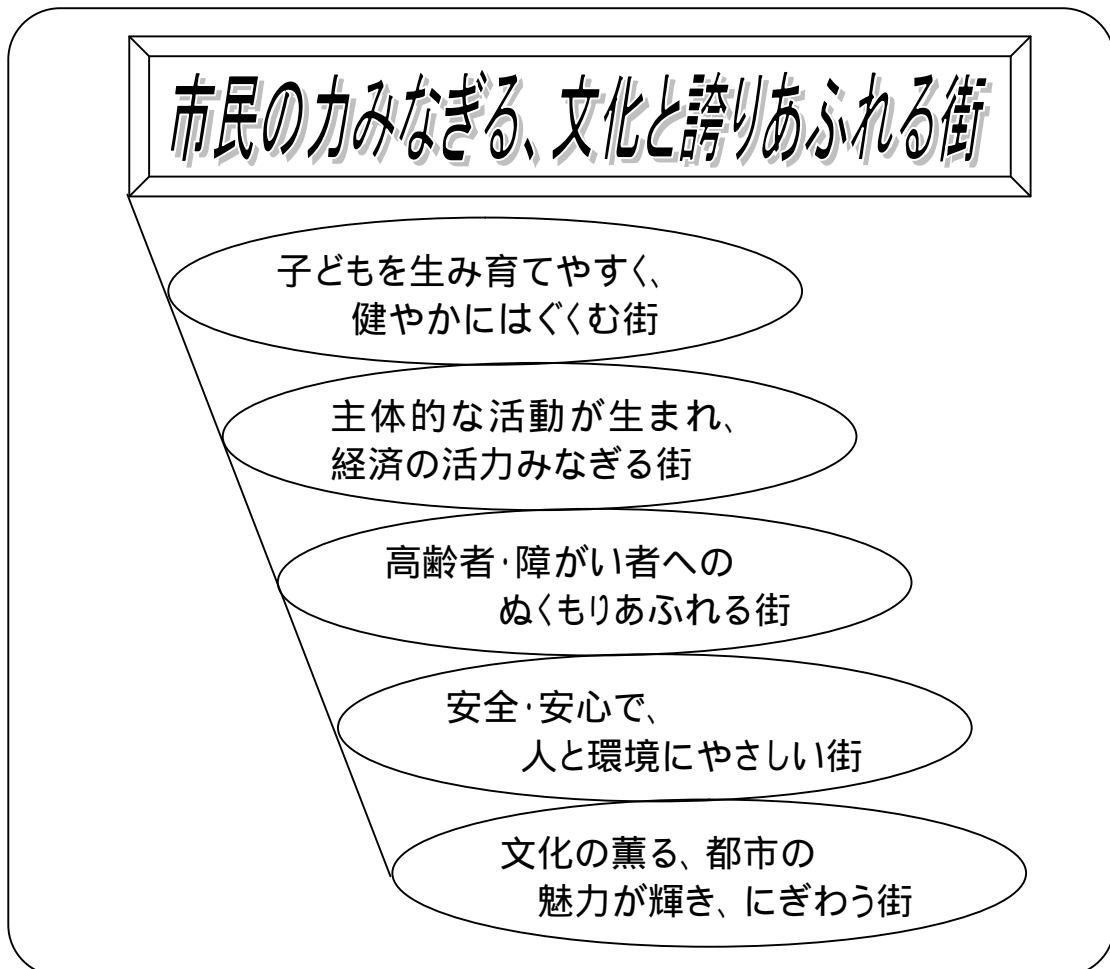 市民の力みなぎる、文化と誇りあふれる街
子どもを生み育てやすく、
健やかにはぐくむ街
主体的な活動が生まれ、
経済の活力みなぎる街
高齢者・障がい者への
ぬくもりあふれる街
安全・安心で、
人と環境にやさしい街
文化の薫る、都市の
魅力が輝き、にぎわう街